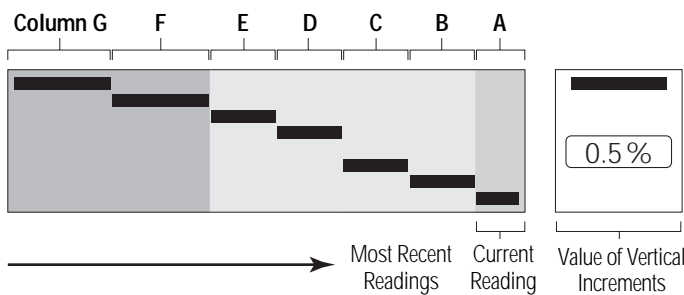 Column G F E D C B A
0.5%
Most Recent Readings
Current Reading
Value of Vertical Increments